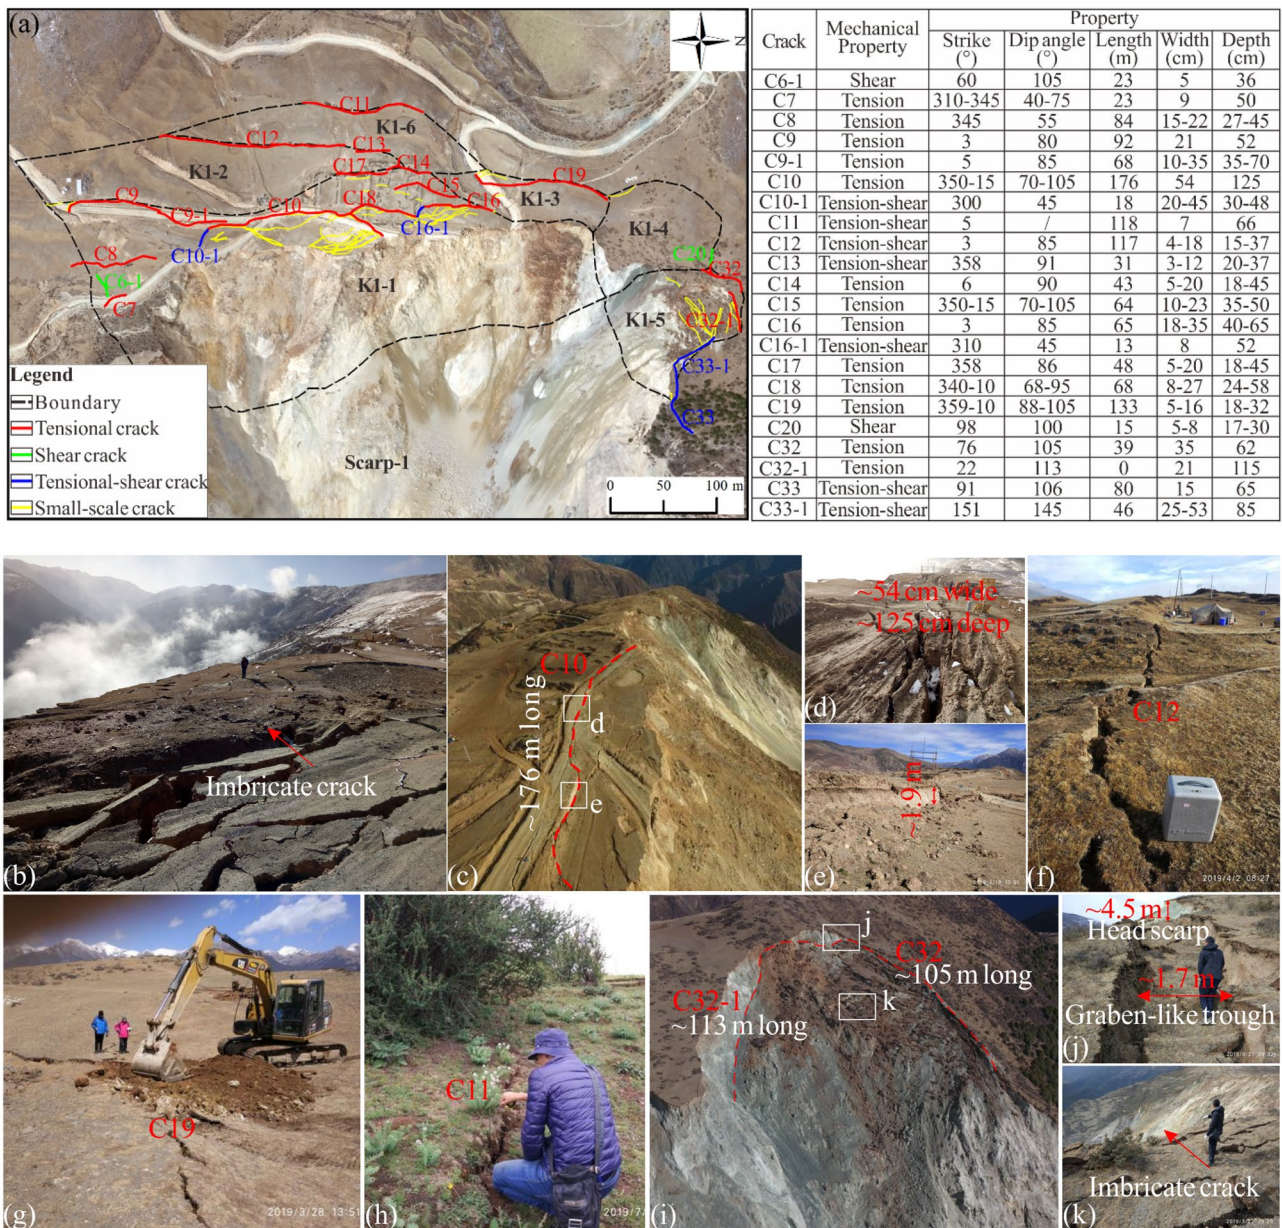 (a)
N
C11
K1-6
C12
C13
K1-2
C17
C14
C19
C15
K1-3
C9
C10
C18
C16
C9-1
C16-1
K1-4
C10-1
C8
C20
C32
C6-1
K1-1
C7
K1-5
C32-1
C33-1
C33
Scarp-1
Legend
Boundary
Tensional crack
Shear crack
Tensional-shear crack
Small-scale crack
0 50 100 m
Crack Mechanical Property Property
Strike (°) Dip angle (°) Length (m) Width (cm) Depth (cm)
C6-1 Shear 60 105 23 5 36
C7 Tension 310-345 40-75 23 9 50
C8 Tension 345 55 84 15-22 27-45
C9 Tension 3 80 92 21 52
C9-1 Tension 5 85 68 10-35 35-70
C10 Tension 350-15 70-105 176 54 125
C10-1 Tension-shear 300 45 18 20-45 30-48
C11 Tension-shear 5 / 118 7 66
C12 Tension-shear 3 85 117 4-18 15-37
C13 Tension-shear 358 91 31 3-12 20-37
C14 Tension 6 90 43 5-20 18-45
C15 Tension 350-15 70-105 64 10-23 35-50
C16 Tension 3 85 65 18-35 40-65
C16-1 Tension-shear 310 45 13 8 52
C17 Tension 358 86 48 5-20 18-45
C18 Tension 340-10 68-95 68 8-27 24-58
C19 Tension 359-10 88-105 133 5-16 18-32
C20 Shear 98 100 15 5-8 17-30
C32 Tension 76 105 39 35 62
C32-1 Tension 22 113 0 21 115
C33 Tension-shear 91 106 80 15 65
C33-1 Tension-shear 151 145 46 25-53 85
Imbricate crack
(b)
C10
~176 m long
d
e
(c)
~54 cm wide
~125 cm deep
(d)
~1.9 m
(e)
C12
2019/4/2 08:27
(f)
C19
2019/3/28 13:51
(g)
C11
2019/7/
(h)
j
C32
~105 m long
C32-1
~113 m long
k
(i)
~4.5 m
Head scarp
~1.7 m
Graben-like trough
(j)
Imbricate crack
(k)